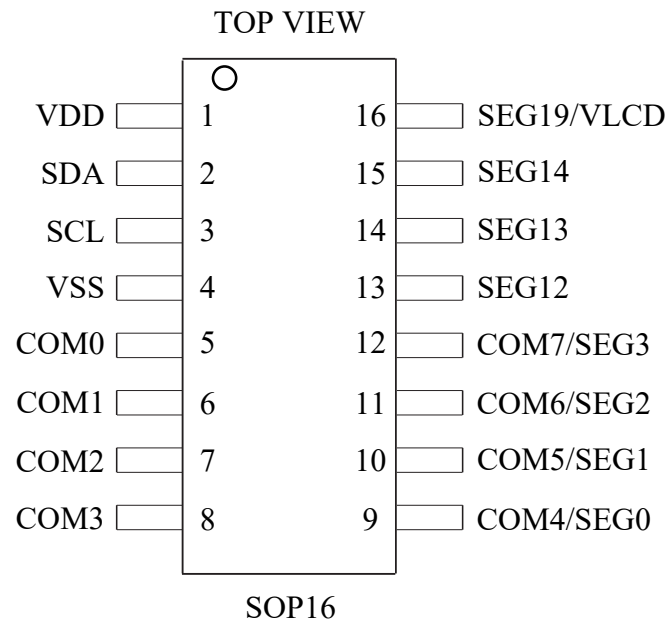 TOP VIEW
VDD 1 16 SEG19/VLCD
SDA 2 15 SEG14
SCL 3 14 SEG13
VSS 4 13 SEG12
COM0 5 12 COM7/SEG3
COM1 6 11 COM6/SEG2
COM2 7 10 COM5/SEG1
COM3 8 9 COM4/SEG0
SOP16